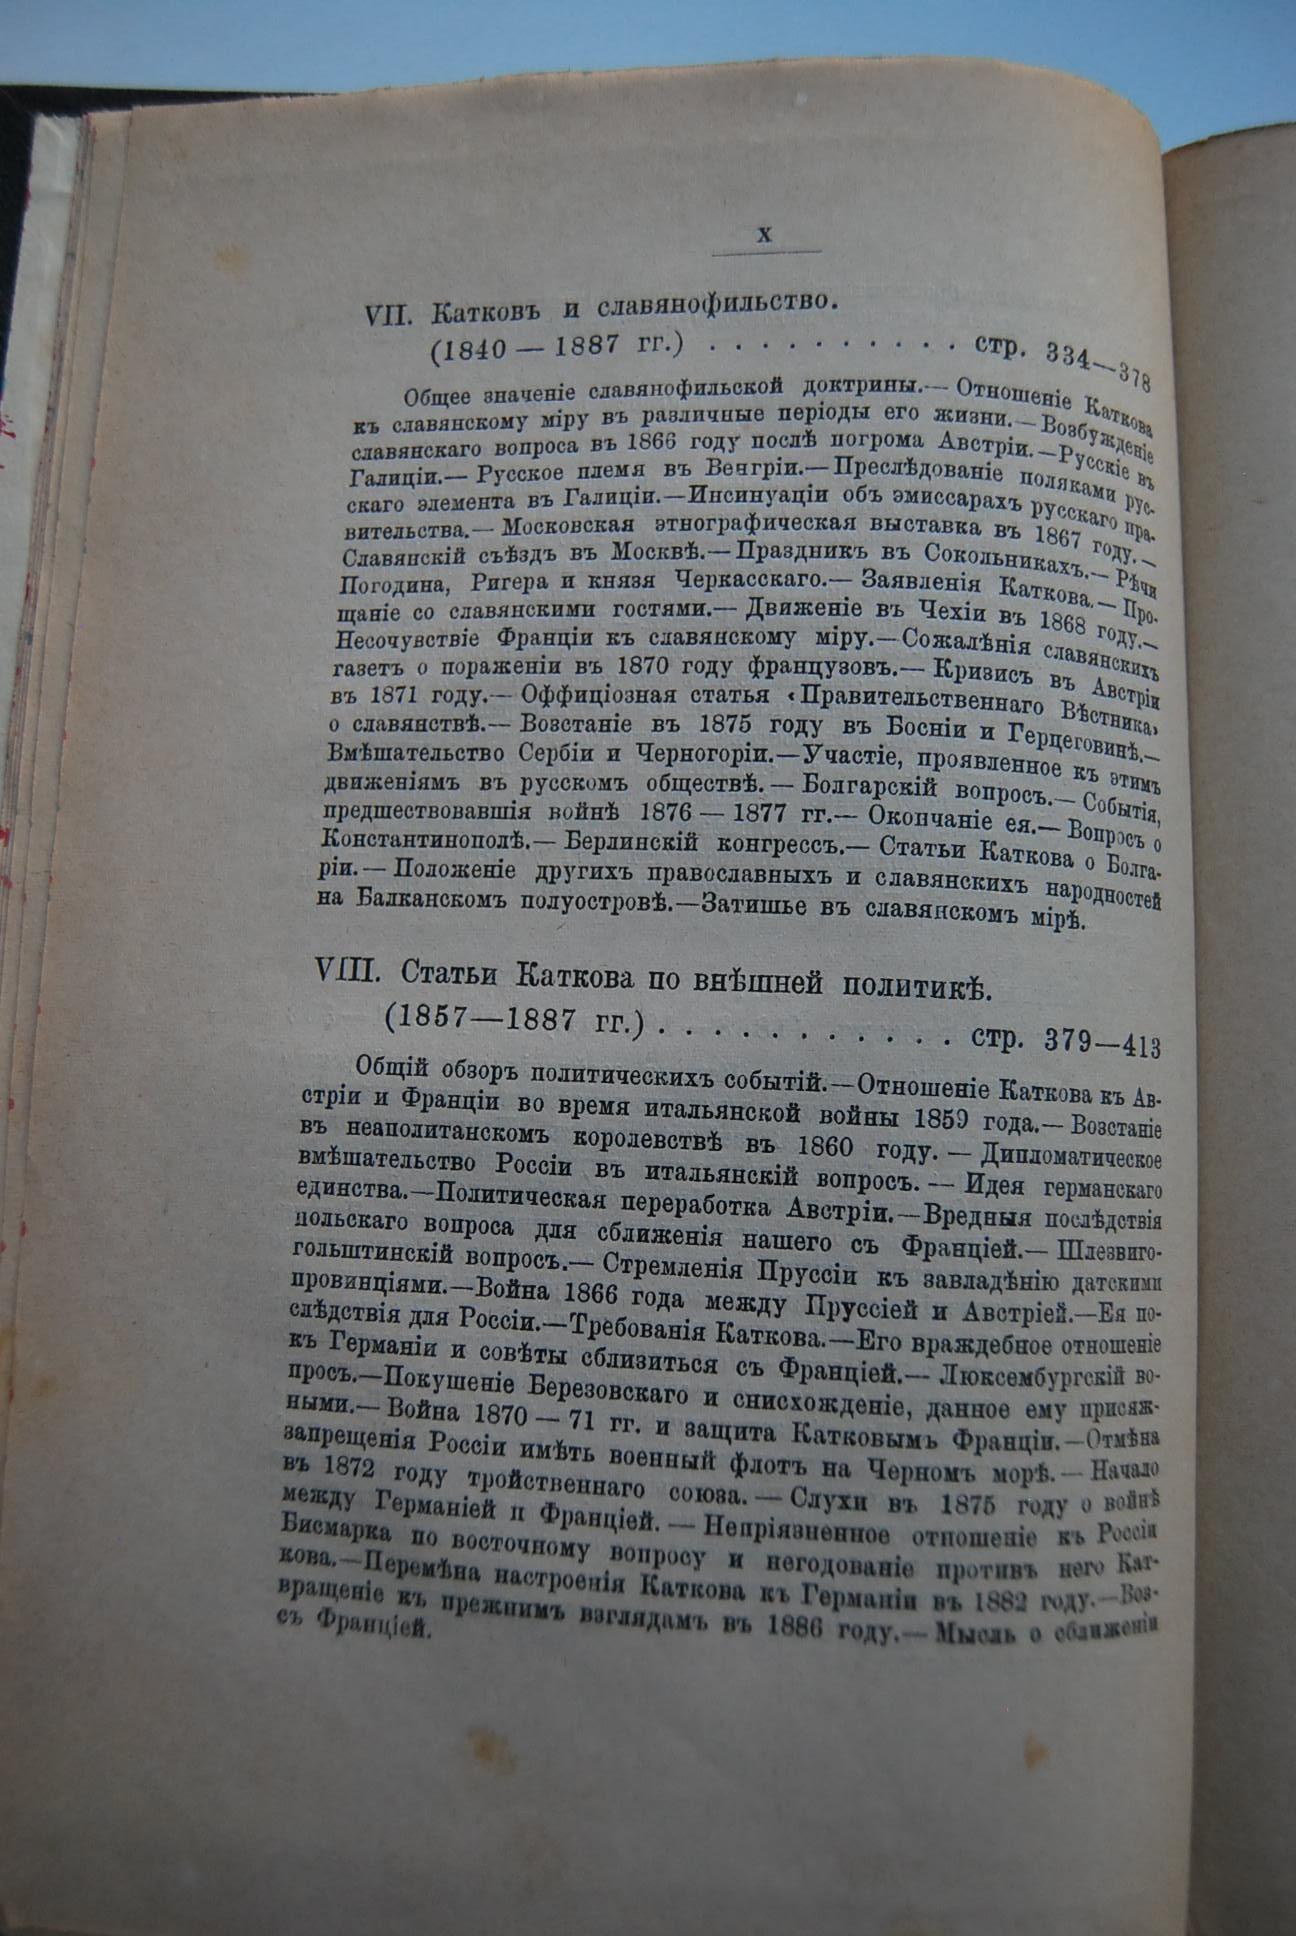 X
VII. Катковъ и славянофильство.
(1840 — 1887 гг.) . . . . . . . . . . стр. 334—378
Общее значеніе славянофильской доктрины.— Отношеніе Каткова
къ славянскому міру въ различные періоды его жизни.—Возбужденіе
славянскаго вопроса въ 1866 году послѣ погрома Австріи.—Русскіе въ
Галиціи.— Русское племя въ Венгріи.—Преслѣдованіе поляками рус-
скаго элемента въ Галиціи.—Инсинуаціи объ эмиссарахъ русскаго пра-
вительства.— Московская этнографическая выставка въ 1867 году.—
Славянскій съѣздъ въ Москвѣ.—Праздникъ въ Сокольникахъ.— Рѣчи
Погодина, Ригера и князя Черкасскаго.— Заявленія Каткова.— Про-
щаніе со славянскими гостями.— Движеніе въ Чехіи въ 1868 году.—
Несочувствіе Франціи къ славянскому міру.—Сожалѣнія славянскихъ
газетъ о пораженіи въ 1870 году французовъ.— Кризисъ въ Австріи
въ 1871 году.— Оффиціозная статья «Правительственнаго Вѣстника»
о славянствѣ.— Возстаніе въ 1875 году въ Босніи и Герцеговинѣ.—
Вмѣшательство Сербіи и Черногоріи.—Участіе, проявленное къ этимъ
движеніямъ въ русскомъ обществѣ.— Болгарскій вопросъ.— Событія,
предшествовавшія войнѣ 1876 — 1877 гг.— Окончаніе ея.— Вопросъ о
Константинополѣ.— Берлинскій конгрессъ.— Статьи Каткова о Болга-
ріи.— Положеніе другихъ православныхъ и славянскихъ народностей
на Балканскомъ полуостровѣ.—Затишье въ славянскомъ мірѣ.
VIII. Статьи Каткова по внѣшней политикѣ.
(1857—1887 гг.) . . . . . . . . . . . стр. 379—413
Общій обзоръ политическихъ событій.—Отношеніе Каткова къ Ав-
стріи и Франціи во время итальянской войны 1859 года.— Возстаніе
въ неаполитанскомъ королевствѣ въ 1860 году. — Дипломатическое
вмѣшательство Россіи въ итальянскій вопросъ. — Идея германскаго
единства.—Политическая переработка Австріи.—Вредныя послѣдствія
польскаго вопроса для сближенія нашего съ Франціей.— Шлезвиго-
гольштинскій вопросъ.— Стремленія Пруссіи къ завладѣнію датскими
провинціями.—Война 1866 года между Пруссіей и Австріей.—Ея по-
слѣдствія для Россіи.—Требованія Каткова.—Его враждебное отношеніе
къ Германіи и совѣты сблизиться съ Франціей.— Люксембургскій во-
просъ.—Покушеніе Березовскаго и снисхожденіе, данное ему присяж-
ными.— Война 1870 — 71 гг. и защита Катковымъ Франціи.—Отмѣна
запрещенія Россіи имѣть военный флотъ на Черномъ морѣ.— Начало
въ 1872 году тройственнаго союза.— Слухи въ 1875 году о войнѣ
между Германіей и Франціей. — Непріязненное отношеніе къ Россіи
Бисмарка по восточному вопросу и негодованіе противъ него Кат-
кова.—Перемѣна настроенія Каткова къ Германіи въ 1882 году.—Воз-
вращеніе къ прежнимъ взглядамъ въ 1886 году.— Мысль о сближеніи
съ Франціей.